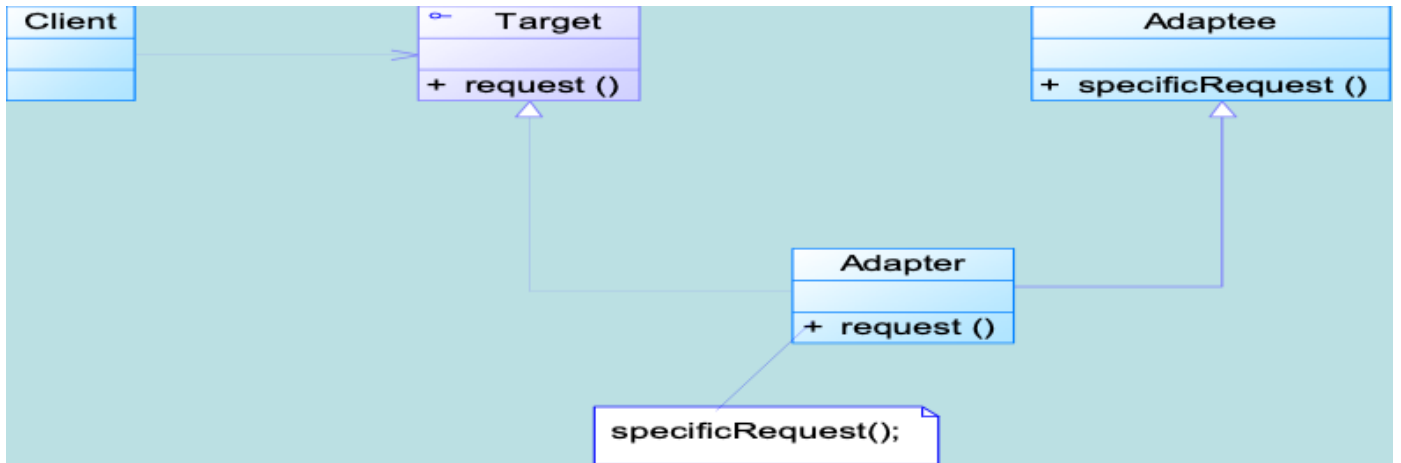 Client
Target
+ request ()
Adaptee
+ specificRequest ()
Adapter
+ request ()
specificRequest();